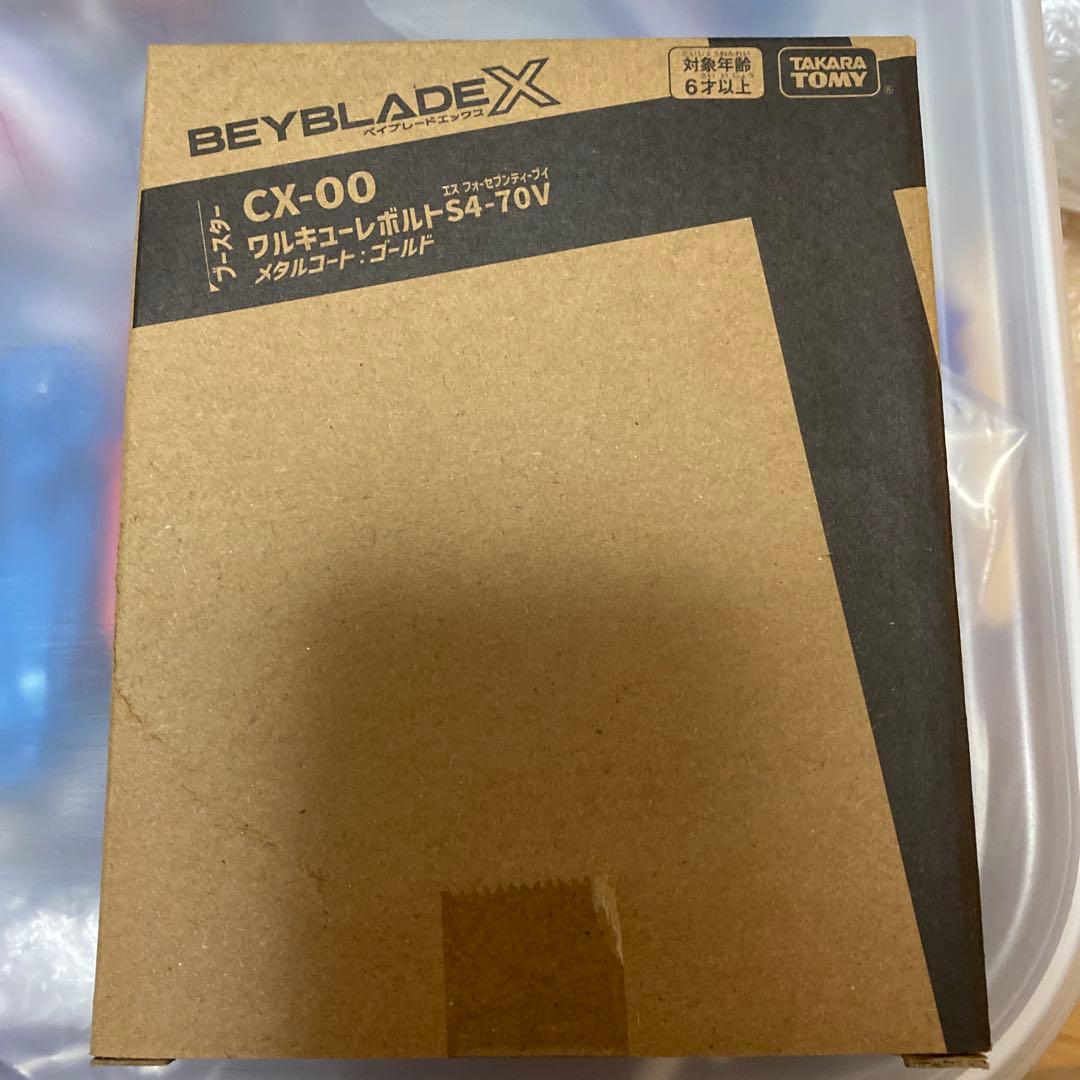 BEYBLADE X
ベイブレードエックス
たいしょうねんれい
対象年齢
さい いじょう
6才以上
TAKARA
TOMY
®
ブースター
CX-00
エス フォーセブンティーブイ
ワルキューレボルトS4-70V
メタルコート:ゴールド